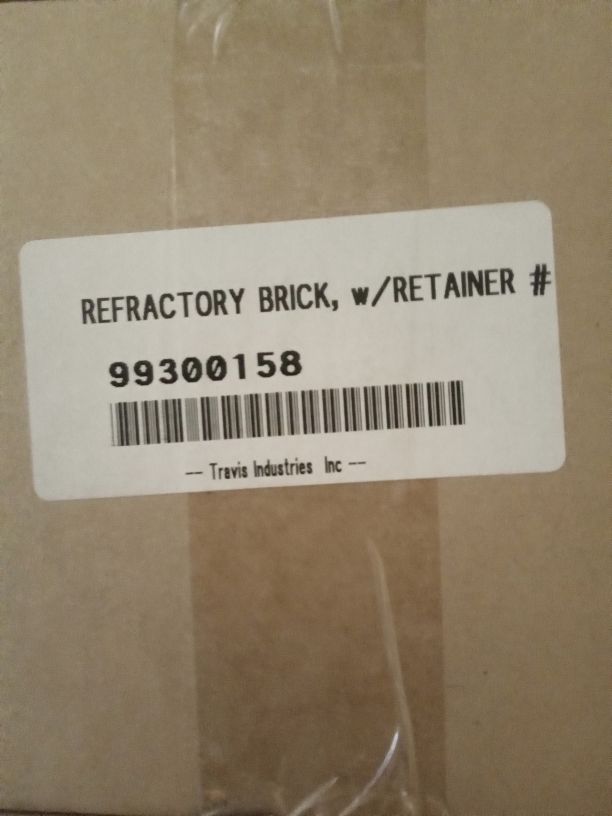 REFRACTORY BRICK, w/RETAINER #
99300158
-- Travis Industries Inc --